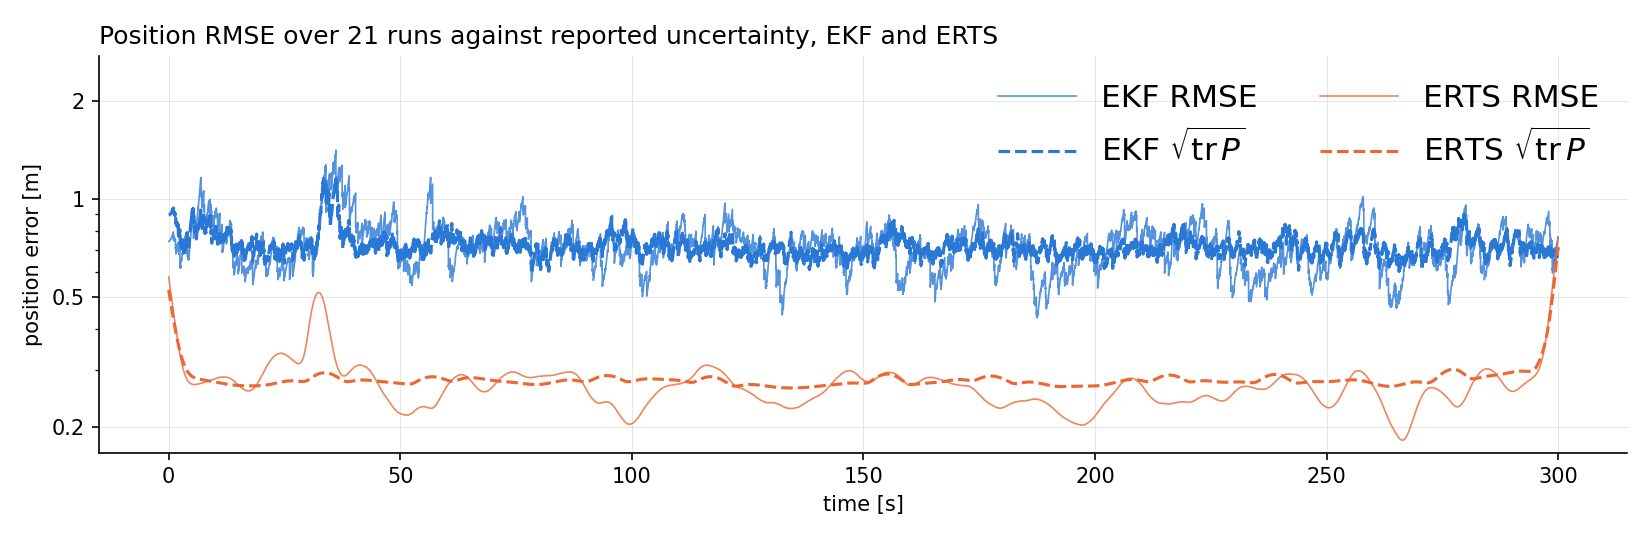 Position RMSE over 21 runs against reported uncertainty, EKF and ERTS
EKF RMSE
EKF √tr P
ERTS RMSE
ERTS √tr P
position error [m]
2
1
0.5
0.2
0 50 100 150 200 250 300
time [s]